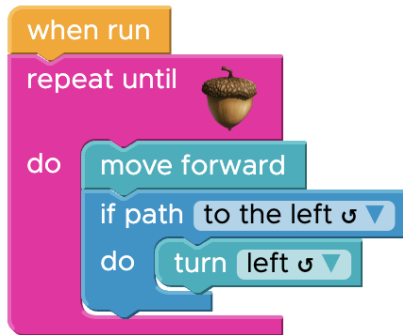 when run
repeat until
do move forward
if path to the left ↺ ▼
do turn left ↺ ▼